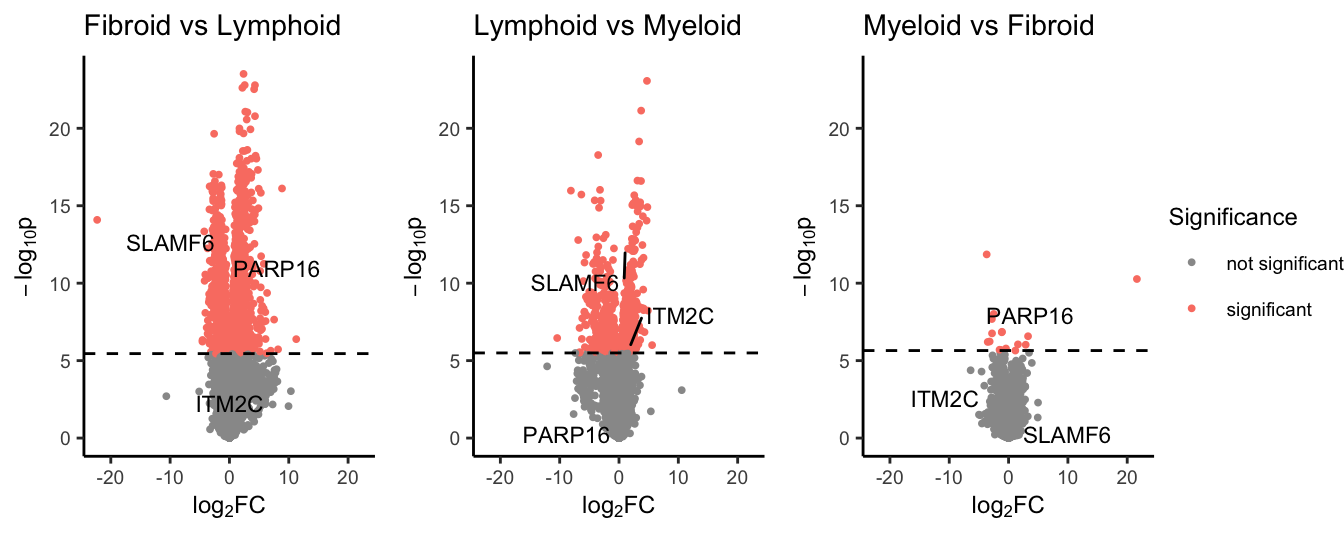 Fibroid vs Lymphoid
Lymphoid vs Myeloid
Myeloid vs Fibroid
−log10p
20
15
10
5
0
SLAMF6
PARP16
ITM2C
-20
-10
0
10
20
log2FC
−log10p
20
15
10
5
0
SLAMF6
ITM2C
PARP16
-20
-10
0
10
20
log2FC
−log10p
20
15
10
5
0
PARP16
ITM2C
SLAMF6
-20
-10
0
10
20
log2FC
Significance
not significant
significant